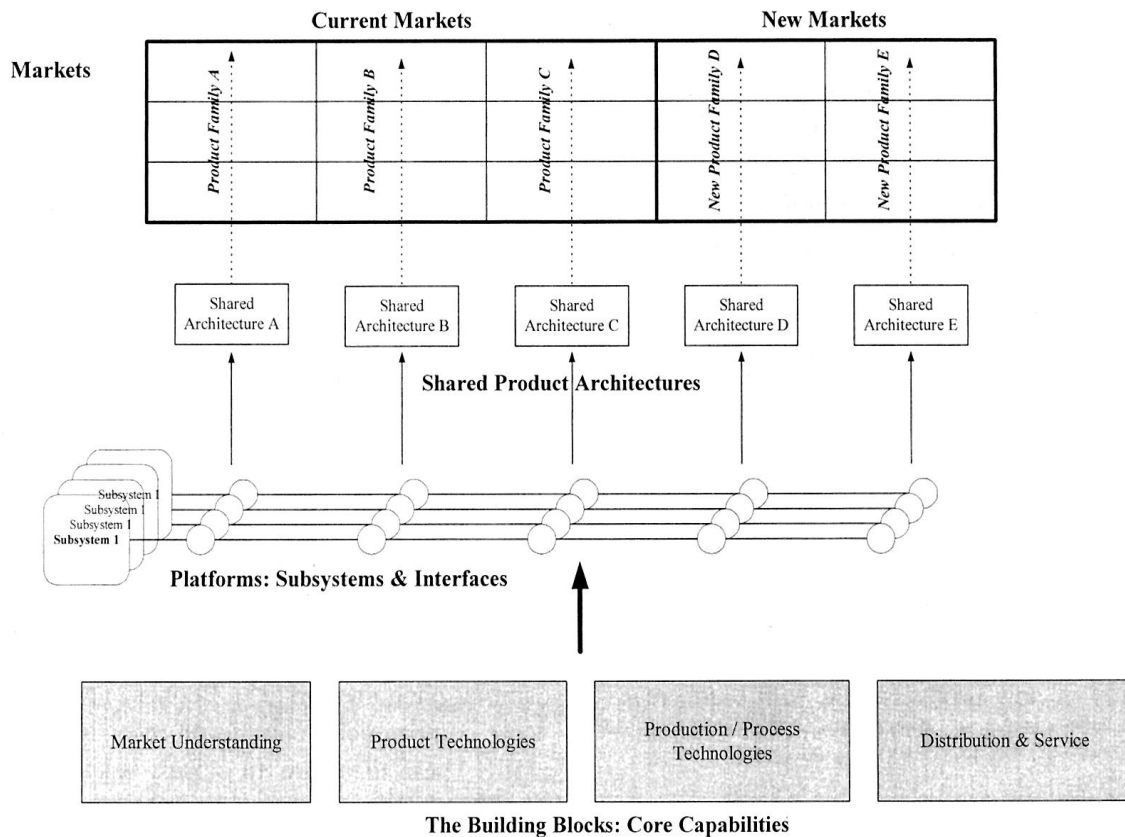 Current Markets
New Markets
Markets
Product Family A
Product Family B
Product Family C
New Product Family D
New Product Family E
Shared
Architecture A
Shared
Architecture B
Shared
Architecture C
Shared
Architecture D
Shared
Architecture E
Shared Product Architectures
Subsystem 1
Subsystem 1
Subsystem 1
Subsystem 1
Platforms: Subsystems & Interfaces
Market Understanding
Product Technologies
Production / Process
Technologies
Distribution & Service
The Building Blocks: Core Capabilities